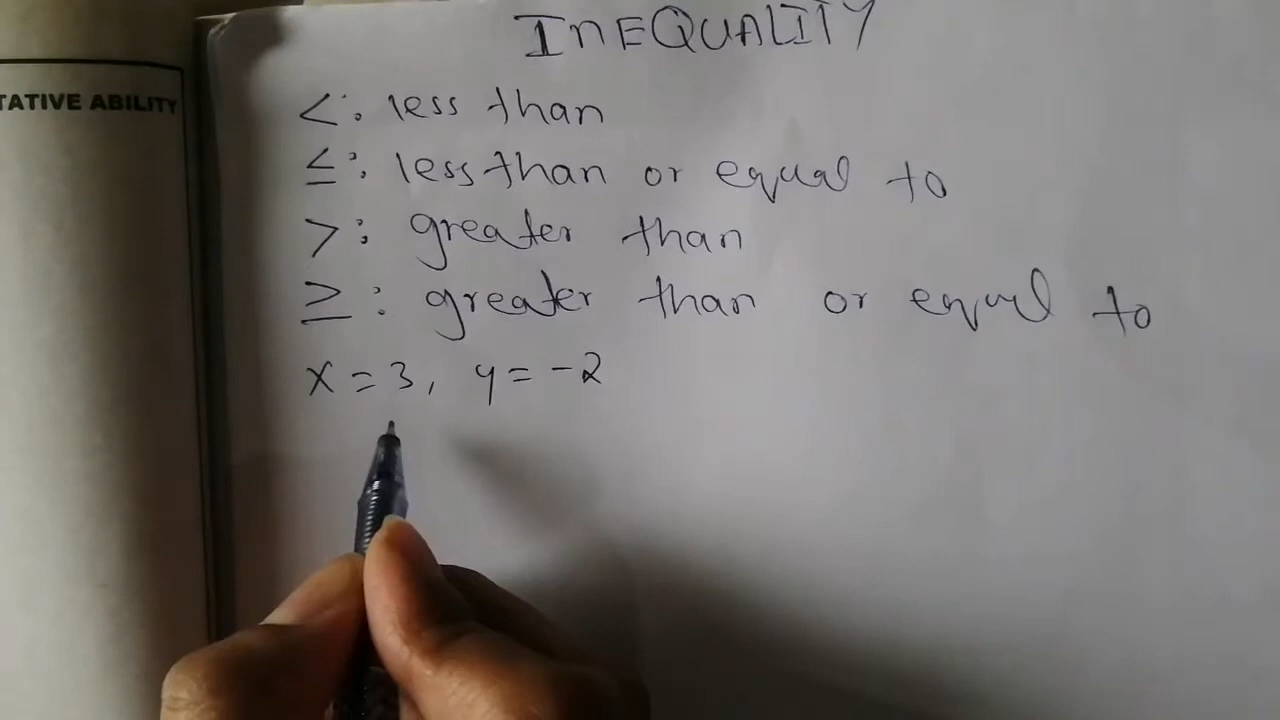 INEQUALITY
TATIVE ABILITY
<: less than
≤: less than or equal to
>: greater than
≥: greater than or equal to
x = 3, y = -2